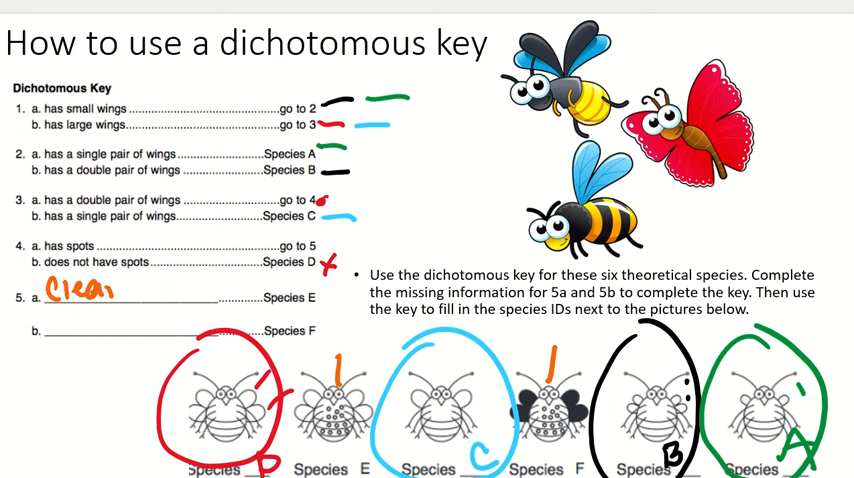 How to use a dichotomous key
Dichotomous Key
1. a. has small wings ........................................go to 2
b. has large wings.........................................go to 3
2. a. has a single pair of wings........................Species A
b. has a double pair of wings ......................Species B
3. a. has a double pair of wings ......................go to 4
b. has a single pair of wings........................Species C
4. a. has spots ..................................................go to 5
b. does not have spots................................Species D
5. a. Clear ____________________ ............Species E
b. ____________________ ............Species F
• Use the dichotomous key for these six theoretical species. Complete
the missing information for 5a and 5b to complete the key. Then use
the key to fill in the species IDs next to the pictures below.
Species D Species E Species C Species F Species B Species A